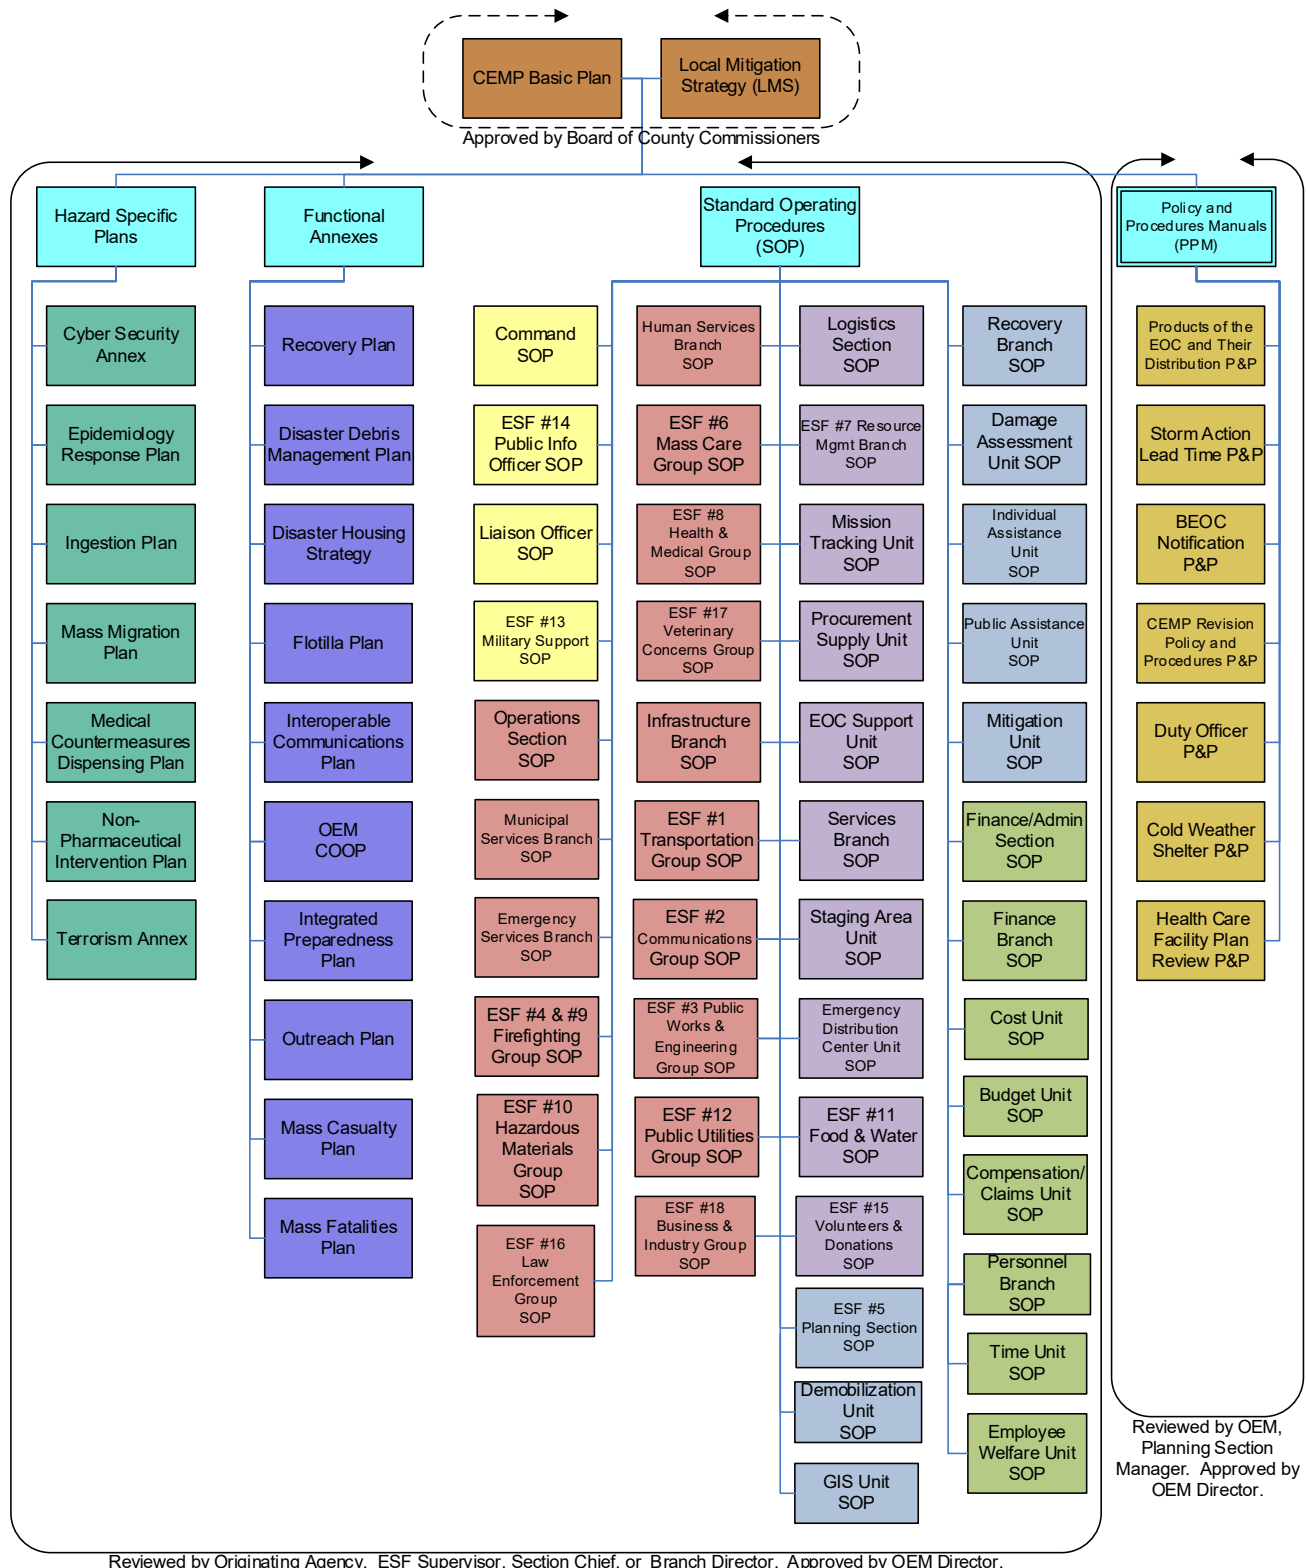 CEMP Basic Plan
Local Mitigation
Strategy (LMS)
Approved by Board of County Commissioners
Hazard Specific
Plans
Functional
Annexes
Standard Operating
Procedures
(SOP)
Policy and
Procedures Manuals
(PPM)
Cyber Security
Annex
Epidemiology
Response Plan
Ingestion Plan
Mass Migration
Plan
Medical
Countermeasures
Dispensing Plan
Non-
Pharmaceutical
Intervention Plan
Terrorism Annex
Recovery Plan
Disaster Debris
Management Plan
Disaster Housing
Strategy
Flotilla Plan
Interoperable
Communications
Plan
OEM
COOP
Integrated
Preparedness
Plan
Outreach Plan
Mass Casualty
Plan
Mass Fatalities
Plan
Command
SOP
ESF #14
Public Info
Officer SOP
Liaison Officer
SOP
ESF #13
Military Support
SOP
Operations
Section
SOP
Municipal
Services Branch
SOP
Emergency
Services Branch
SOP
ESF #4 & #9
Firefighting
Group SOP
ESF #10
Hazardous
Materials
Group
SOP
ESF #16
Law
Enforcement
Group
SOP
Human Services
Branch
SOP
ESF #6
Mass Care
Group SOP
ESF #8
Health &
Medical Group
SOP
ESF #17
Veterinary
Concerns Group
SOP
Infrastructure
Branch
SOP
ESF #1
Transportation
Group SOP
ESF #2
Communications
Group SOP
ESF #3 Public
Works &
Engineering
Group SOP
ESF #12
Public Utilities
Group SOP
ESF #18
Business &
Industry Group
SOP
Logistics
Section
SOP
ESF #7 Resource
Mgmt Branch
SOP
Mission
Tracking Unit
SOP
Procurement
Supply Unit
SOP
EOC Support
Unit
SOP
Services
Branch
SOP
Staging Area
Unit
SOP
Emergency
Distribution
Center Unit
SOP
ESF #11
Food & Water
SOP
ESF #15
Volunteers &
Donations
SOP
ESF #5
Planning Section
SOP
Demobilization
Unit
SOP
GIS Unit
SOP
Recovery
Branch
SOP
Damage
Assessment
Unit SOP
Individual
Assistance
Unit
SOP
Public Assistance
Unit
SOP
Mitigation
Unit
SOP
Finance/Admin
Section
SOP
Finance
Branch
SOP
Cost Unit
SOP
Budget Unit
SOP
Compensation/
Claims Unit
SOP
Personnel
Branch
SOP
Time Unit
SOP
Employee
Welfare Unit
SOP
Products of the
EOC and Their
Distribution P&P
Storm Action
Lead Time P&P
BEOC
Notification
P&P
CEMP Revision
Policy and
Procedures P&P
Duty Officer
P&P
Cold Weather
Shelter P&P
Health Care
Facility Plan
Review P&P
Reviewed by OEM,
Planning Section
Manager. Approved by
OEM Director.
Reviewed by Originating Agency, ESF Supervisor, Section Chief, or Branch Director. Approved by OEM Director.